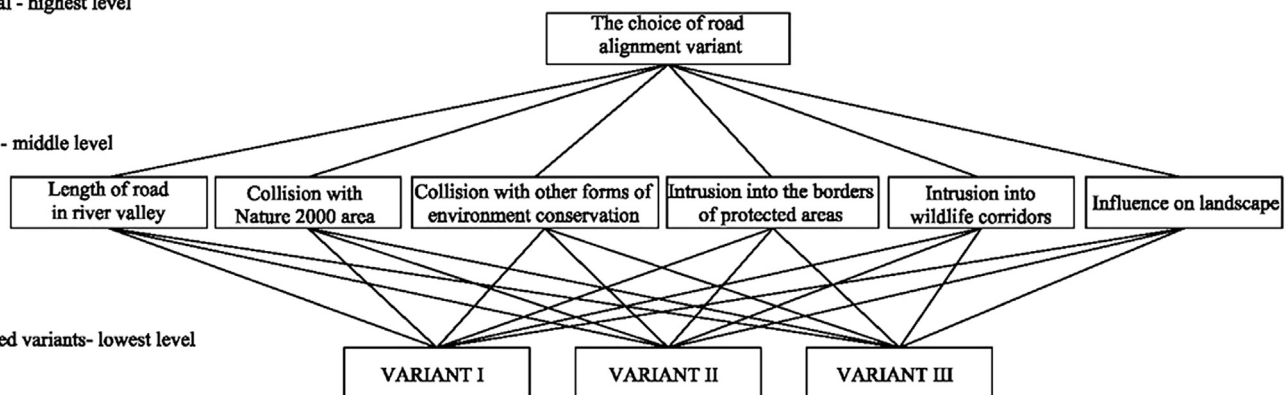 - highest level
The choice of road
alignment variant
- middle level
Length of road
in river valley
Collision with
Nature 2000 area
Collision with other forms of
environment conservation
Intrusion into the borders
of protected areas
Intrusion into
wildlife corridors
Influence on landscape
variants- lowest level
VARIANT I
VARIANT II
VARIANT III